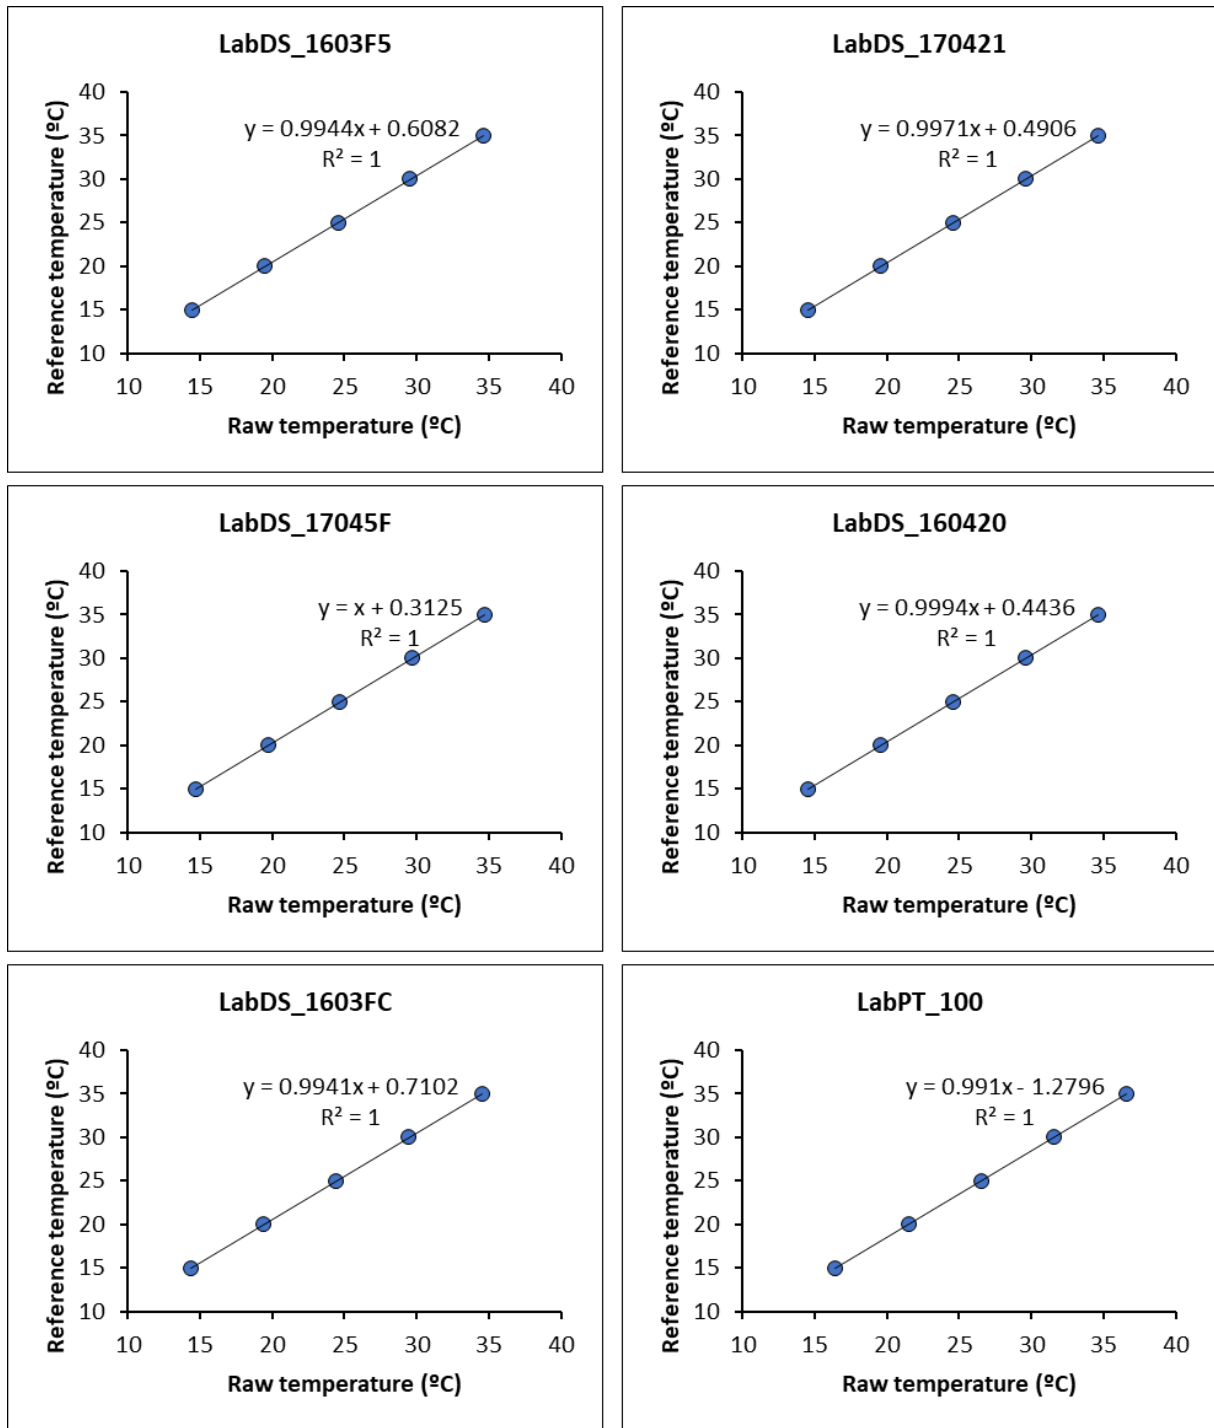 LabDS_1603F5
y = 0.9944x + 0.6082
R² = 1
Reference temperature (ºC)
40
35
30
25
20
15
10
10 15 20 25 30 35 40
Raw temperature (ºC)
LabDS_170421
y = 0.9971x + 0.4906
R² = 1
Reference temperature (ºC)
40
35
30
25
20
15
10
10 15 20 25 30 35 40
Raw temperature (ºC)
LabDS_17045F
y = x + 0.3125
R² = 1
Reference temperature (ºC)
40
35
30
25
20
15
10
10 15 20 25 30 35 40
Raw temperature (ºC)
LabDS_160420
y = 0.9994x + 0.4436
R² = 1
Reference temperature (ºC)
40
35
30
25
20
15
10
10 15 20 25 30 35 40
Raw temperature (ºC)
LabDS_1603FC
y = 0.9941x + 0.7102
R² = 1
Reference temperature (ºC)
40
35
30
25
20
15
10
10 15 20 25 30 35 40
Raw temperature (ºC)
LabPT_100
y = 0.991x - 1.2796
R² = 1
Reference temperature (ºC)
40
35
30
25
20
15
10
10 15 20 25 30 35 40
Raw temperature (ºC)